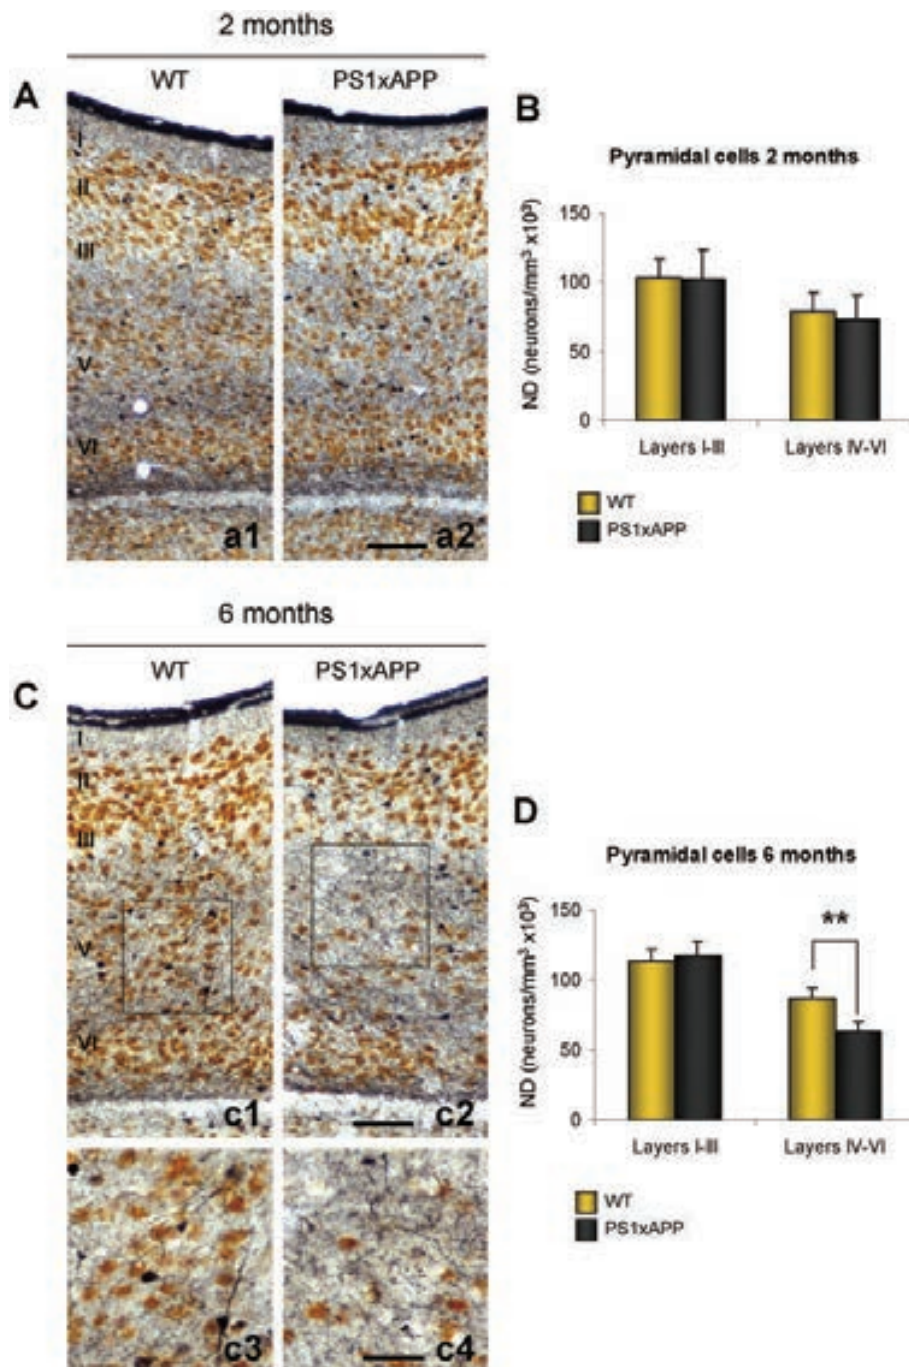 2 months
WT
PS1xAPP
A
I
II
III
V
VI
a1
a2
B
Pyramidal cells 2 months
ND (neurons/mm³ x10³)
150
100
50
0
Layers I-III
Layers IV-VI
WT
PS1xAPP
6 months
WT
PS1xAPP
C
I
II
III
V
VI
c1
c2
c3
c4
D
Pyramidal cells 6 months
ND (neurons/mm³ x10³)
150
100
50
0
**
Layers I-III
Layers IV-VI
WT
PS1xAPP